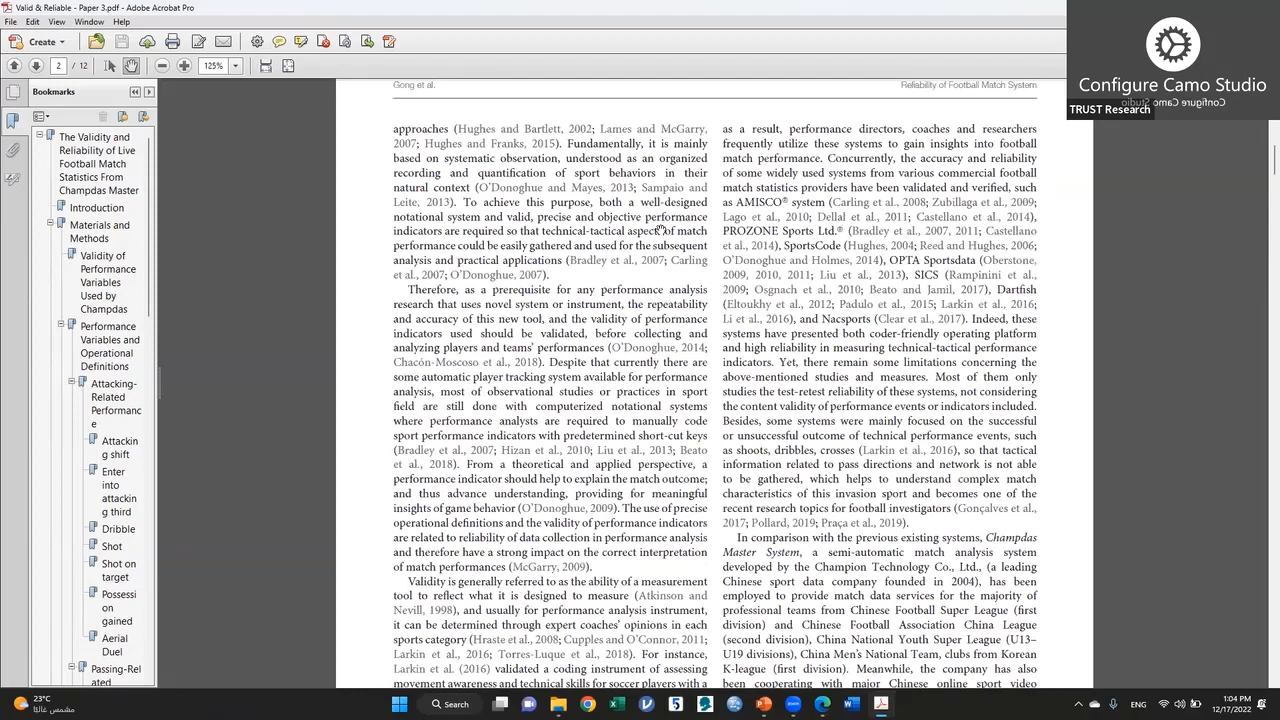 Valid & Reliable - Paper 3.pdf - Adobe Acrobat Pro
File Edit View Window Help
Create
2 / 12
125%
Configure Camo Studio
Configure Camo Studio
TRUST Research
Bookmarks
The Validity and
Reliability of Live
Football Match
Statistics From
Champdas Master
Introduction
Materials and
Methods
Validity of
Performance
Variables
Used by
Champdas
Performance
Variables and
Operational
Definitions
Attacking-
Related
Performanc
e
Attackin
g shift
Enter
into
attackin
g third
Dribble
Shot
Shot on
target
Possessi
on
gained
Aerial
Duel
Passing-Rel
ated
Gong et al.
Reliability of Football Match System
approaches (Hughes and Bartlett, 2002; Lames and McGarry,
2007; Hughes and Franks, 2015). Fundamentally, it is mainly
based on systematic observation, understood as an organized
recording and quantification of sport behaviors in their
natural context (O'Donoghue and Mayes, 2013; Sampaio and
Leite, 2013). To achieve this purpose, both a well-designed
notational system and valid, precise and objective performance
indicators are required so that technical-tactical aspects of match
performance could be easily gathered and used for the subsequent
analysis and practical applications (Bradley et al., 2007; Carling
et al., 2007; O'Donoghue, 2007).
Therefore, as a prerequisite for any performance analysis
research that uses novel system or instrument, the repeatability
and accuracy of this new tool, and the validity of performance
indicators used should be validated, before collecting and
analyzing players and teams' performances (O'Donoghue, 2014;
Chacón-Moscoso et al., 2018). Despite that currently there are
some automatic player tracking system available for performance
analysis, most of observational studies or practices in sport
field are still done with computerized notational systems
where performance analysts are required to manually code
sport performance indicators with predetermined short-cut keys
(Bradley et al., 2007; Hizan et al., 2010; Liu et al., 2013; Beato
et al., 2018). From a theoretical and applied perspective, a
performance indicator should help to explain the match outcome;
and thus advance understanding, providing for meaningful
insights of game behavior (O'Donoghue, 2009). The use of precise
operational definitions and the validity of performance indicators
are related to reliability of data collection in performance analysis
and therefore have a strong impact on the correct interpretation
of match performances (McGarry, 2009).
Validity is generally referred to as the ability of a measurement
tool to reflect what it is designed to measure (Atkinson and
Nevill, 1998), and usually for performance analysis instrument,
it can be determined through expert coaches' opinions in each
sports category (Hraste et al., 2008; Cupples and O'Connor, 2011;
Larkin et al., 2016; Torres-Luque et al., 2018). For instance,
Larkin et al. (2016) validated a coding instrument of assessing
movement awareness and technical skills for soccer players with a
as a result, performance directors, coaches and researchers
frequently utilize these systems to gain insights into football
match performance. Concurrently, the accuracy and reliability
of some widely used systems from various commercial football
match statistics providers have been validated and verified, such
as AMISCO® system (Carling et al., 2008; Zubillaga et al., 2009;
Lago et al., 2010; Dellal et al., 2011; Castellano et al., 2014),
PROZONE Sports Ltd.® (Bradley et al., 2007, 2011; Castellano
et al., 2014), SportsCode (Hughes, 2004; Reed and Hughes, 2006;
O'Donoghue and Holmes, 2014), OPTA Sportsdata (Oberstone,
2009, 2010, 2011; Liu et al., 2013), SICS (Rampinini et al.,
2009; Osgnach et al., 2010; Beato and Jamil, 2017), Dartfish
(Eltoukhy et al., 2012; Padulo et al., 2015; Larkin et al., 2016;
Li et al., 2016), and Nacsports (Clear et al., 2017). Indeed, these
systems have presented both coder-friendly operating platform
and high reliability in measuring technical-tactical performance
indicators. Yet, there remain some limitations concerning the
above-mentioned studies and measures. Most of them only
studies the test-retest reliability of these systems, not considering
the content validity of performance events or indicators included.
Besides, some systems were mainly focused on the successful
or unsuccessful outcome of technical performance events, such
as shoots, dribbles, crosses (Larkin et al., 2016), so that tactical
information related to pass directions and network is not able
to be gathered, which helps to understand complex match
characteristics of this invasion sport and becomes one of the
recent research topics for football investigators (Gonçalves et al.,
2017; Pollard, 2019; Praça et al., 2019).
In comparison with the previous existing systems, Champdas
Master System, a semi-automatic match analysis system
developed by the Champion Technology Co., Ltd., (a leading
Chinese sport data company founded in 2004), has been
employed to provide match data services for the majority of
professional teams from Chinese Football Super League (first
division) and Chinese Football Association China League
(second division), China National Youth Super League (U13–
U19 divisions), China Men's National Team, clubs from Korean
K-league (first division). Meanwhile, the company has also
been cooperating with major Chinese online sport video
23°C
مشمس غالبًا
Search
ENG
1:04 PM
12/17/2022